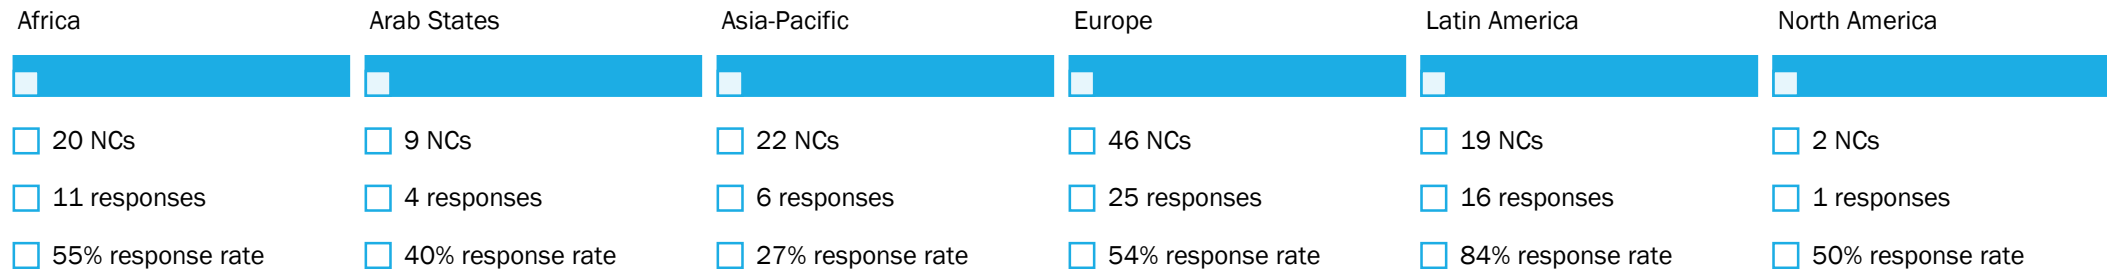 Africa
20 NCs
11 responses
55% response rate
Arab States
9 NCs
4 responses
40% response rate
Asia-Pacific
22 NCs
6 responses
27% response rate
Europe
46 NCs
25 responses
54% response rate
Latin America
19 NCs
16 responses
84% response rate
North America
2 NCs
1 responses
50% response rate